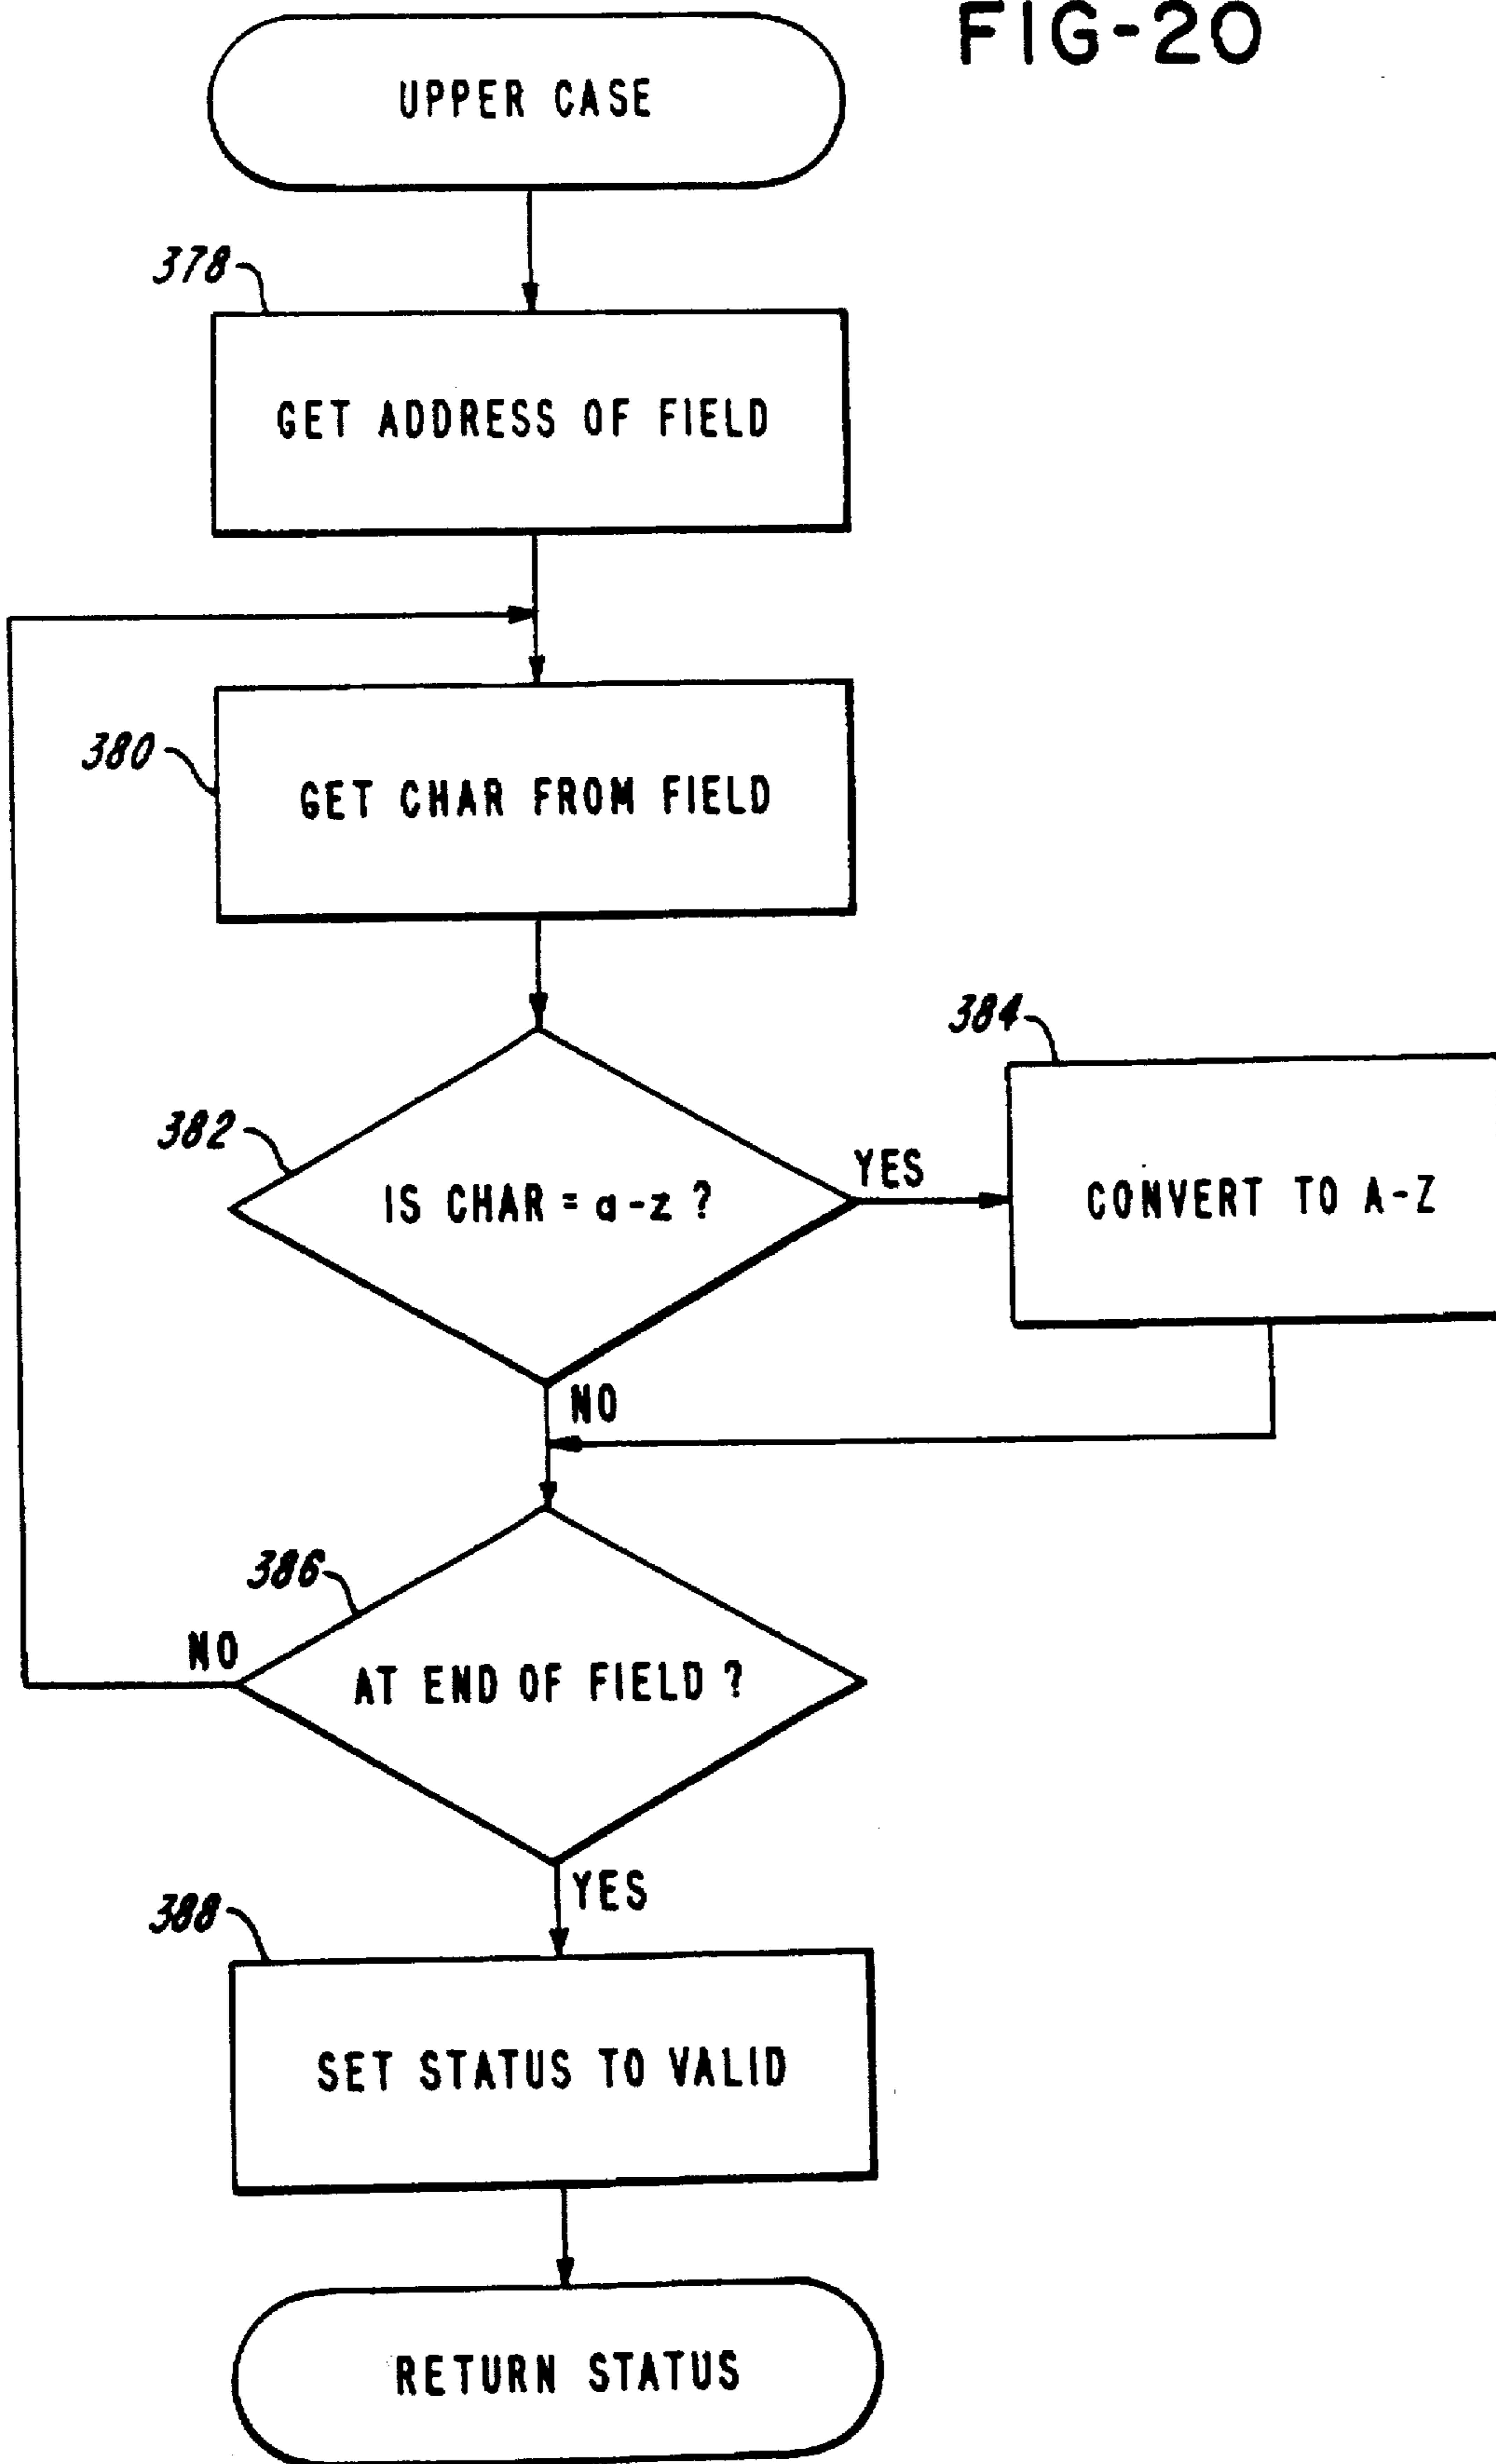 FIG-20
UPPER CASE
378
GET ADDRESS OF FIELD
380
GET CHAR FROM FIELD
382
IS CHAR = a-z ?
YES
384
CONVERT TO A-Z
NO
386
NO
AT END OF FIELD ?
YES
388
SET STATUS TO VALID
RETURN STATUS